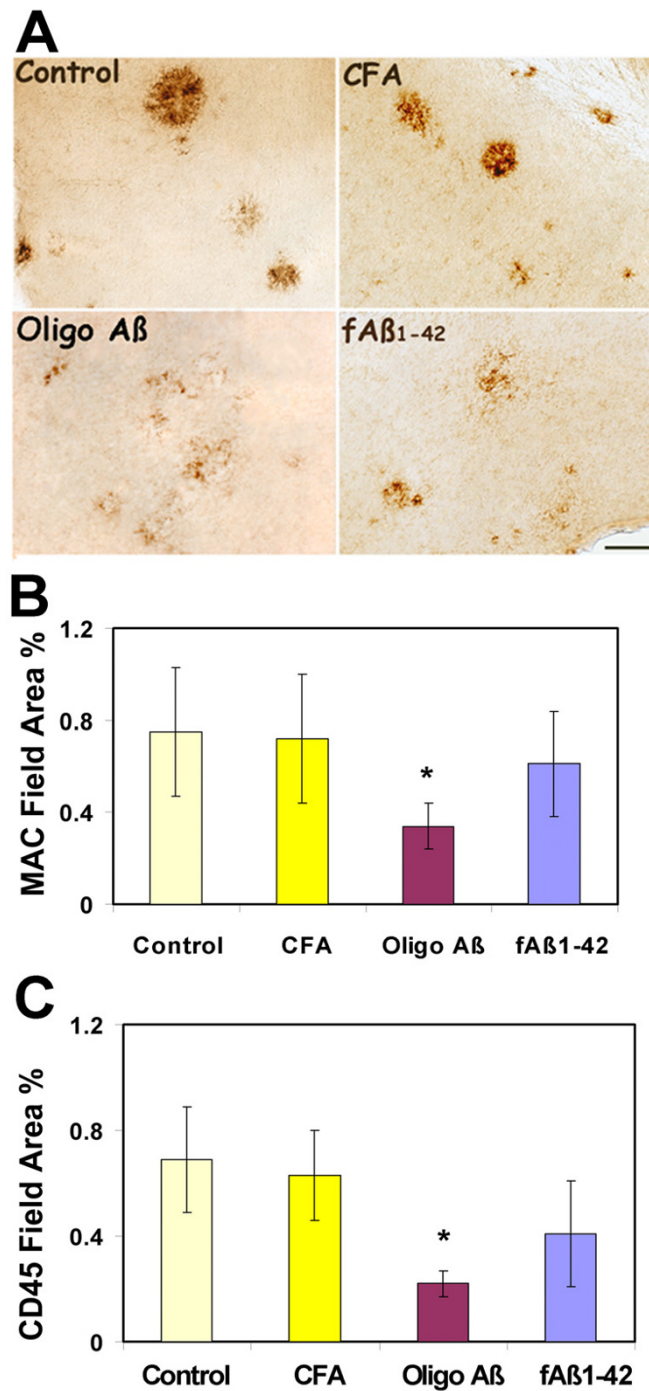 A
Control
CFA
Oligo Aß
fAß1-42
B
MAC Field Area %
1.2
0.8
0.4
0
*
Control
CFA
Oligo Aß
fAß1-42
C
CD45 Field Area %
1.2
0.8
0.4
0
*
Control
CFA
Oligo Aß
fAß1-42